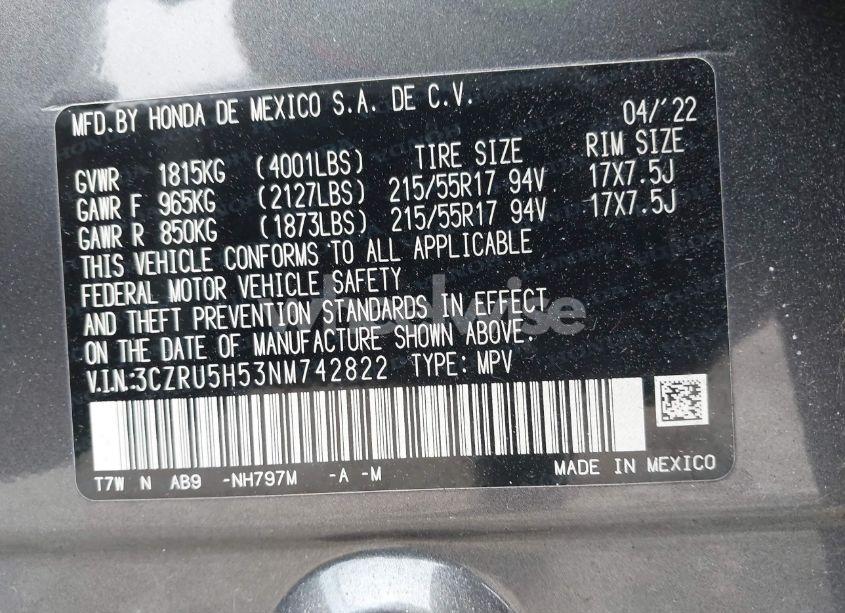 MFD.BY HONDA DE MEXICO S.A. DE C.V. 04/'22
GVWR 1815KG (4001LBS) TIRE SIZE RIM SIZE
GAWR F 965KG (2127LBS) 215/55R17 94V 17X7.5J
GAWR R 850KG (1873LBS) 215/55R17 94V 17X7.5J
THIS VEHICLE CONFORMS TO ALL APPLICABLE
FEDERAL MOTOR VEHICLE SAFETY
AND THEFT PREVENTION STANDARDS IN EFFECT
ON THE DATE OF MANUFACTURE SHOWN ABOVE.
V.I.N:3CZRU5H53NM742822 TYPE: MPV
T7W N AB9 -NH797M -A -M MADE IN MEXICO
wheelwise